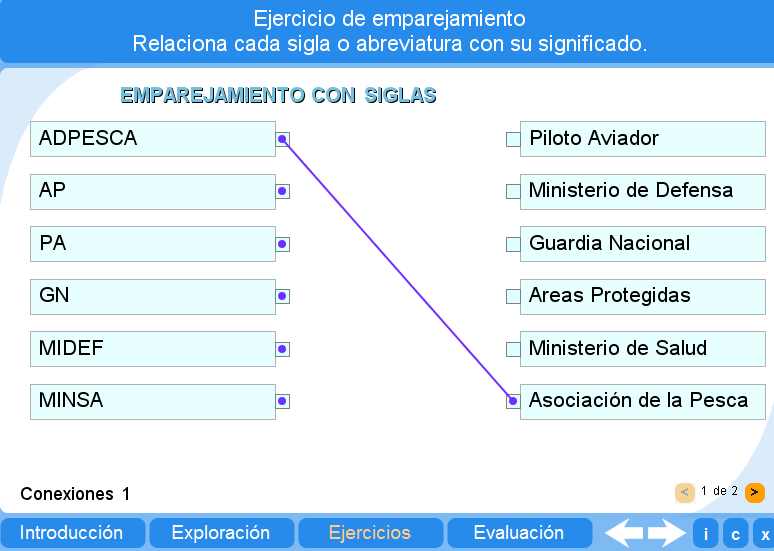 Ejercicio de emparejamiento
Relaciona cada sigla o abreviatura con su significado.
EMPAREJAMIENTO CON SIGLAS
ADPESCA
Piloto Aviador
AP
Ministerio de Defensa
PA
Guardia Nacional
GN
Areas Protegidas
MIDEF
Ministerio de Salud
MINSA
Asociación de la Pesca
Conexiones 1
< 1 de 2 >
Introducción Exploración Ejercicios Evaluación i c x